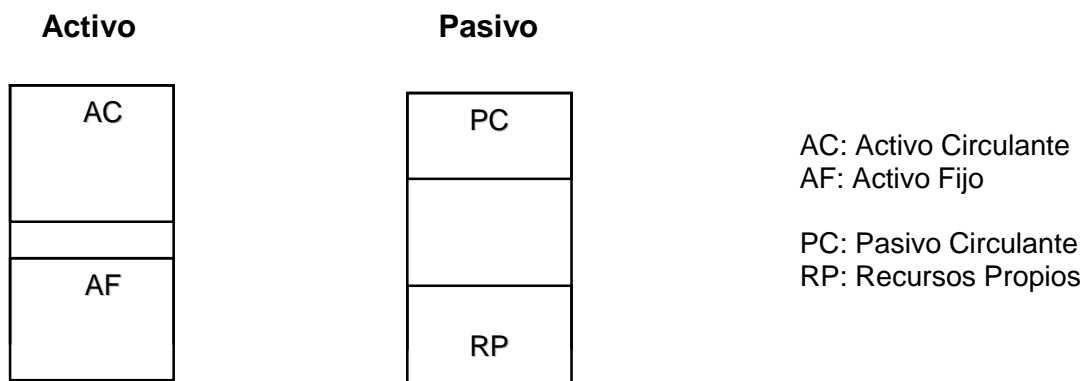 Activo
Pasivo
AC
PC
AF
RP
AC: Activo Circulante
AF: Activo Fijo
PC: Pasivo Circulante
RP: Recursos Propios